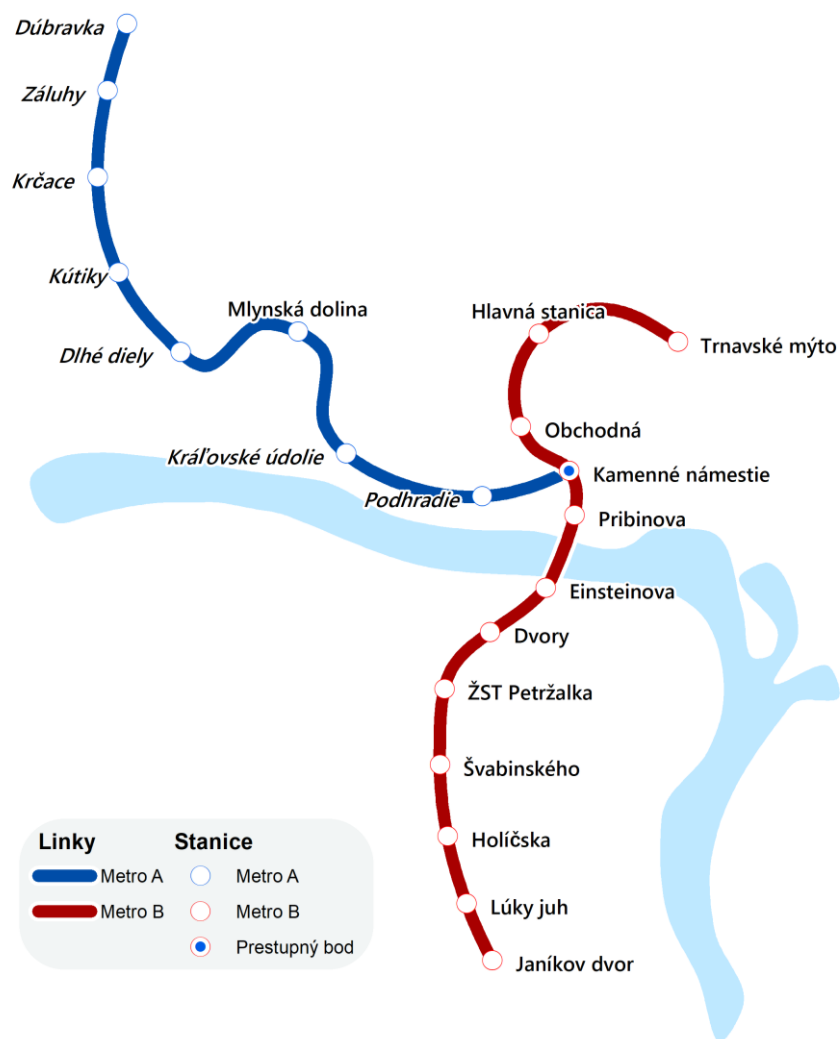 Dúbravka
Záluhy
Krčace
Kútiky
Dlhé diely
Mlynská dolina
Kráľovské údolie
Podhradie
Hlavná stanica
Trnavské mýto
Obchodná
Kamenné námestie
Pribinova
Einsteinova
Dvory
ŽST Petržalka
Švabinského
Holíčska
Lúky juh
Janíkov dvor
Linky Stanice
Metro A Metro A
Metro B Metro B
Prestupný bod